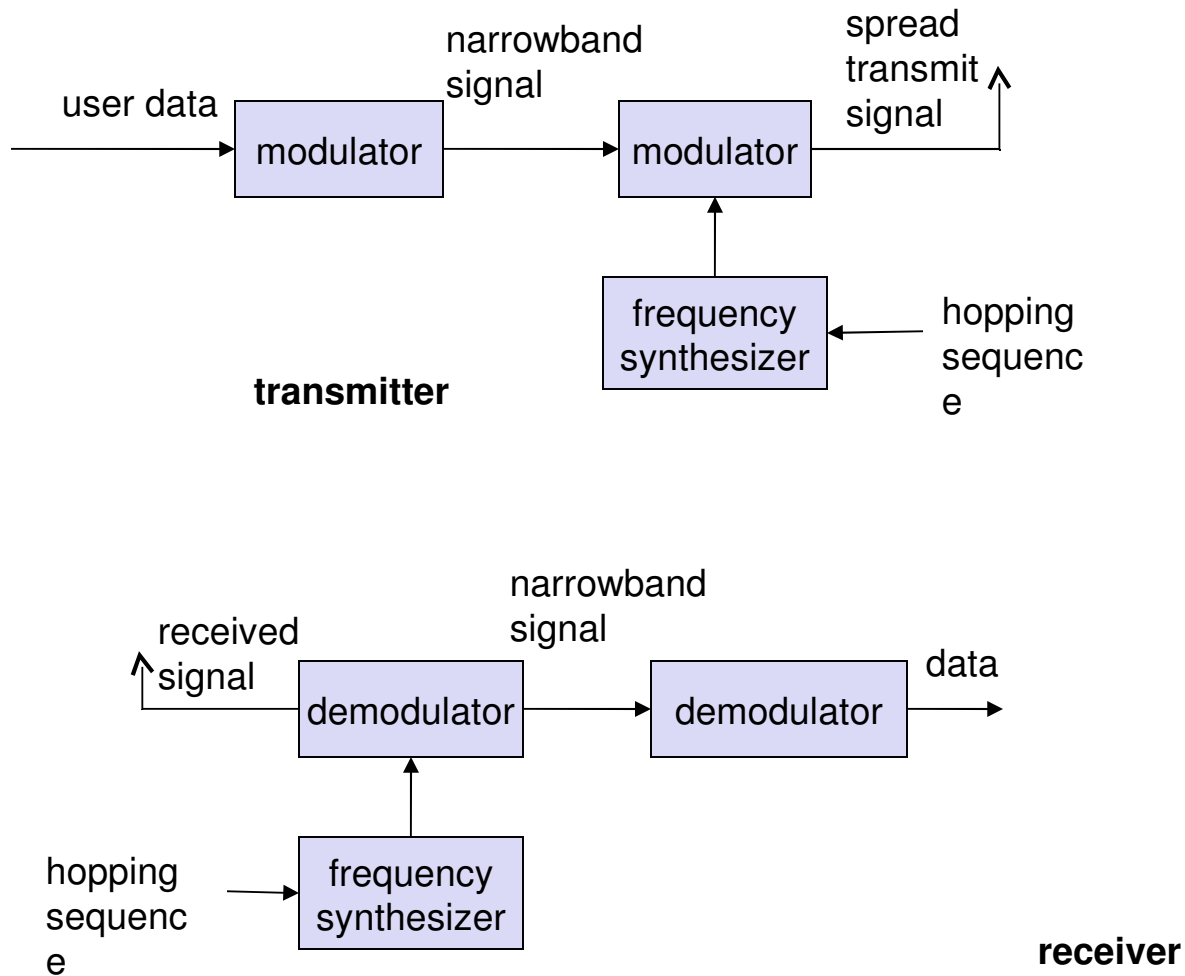 user data
modulator
narrowband
signal
modulator
spread
transmit
signal
frequency
synthesizer
hopping
sequenc
e
transmitter
received
signal
demodulator
narrowband
signal
demodulator
data
hopping
sequenc
e
frequency
synthesizer
receiver